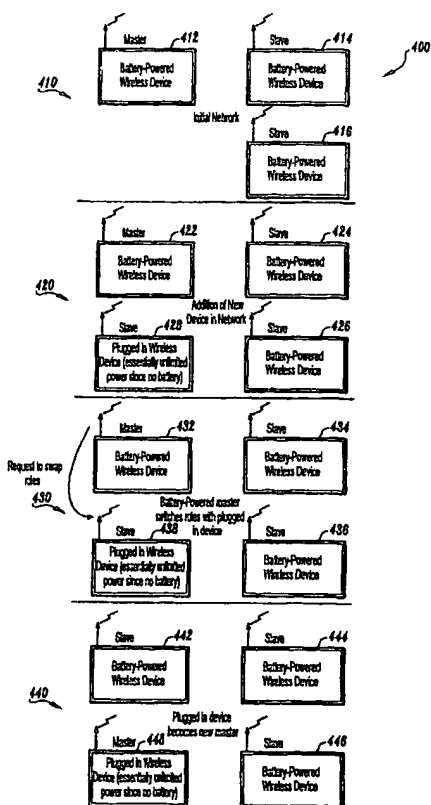 400
410
Master 412
Battery-Powered
Wireless Device
Slave 414
Battery-Powered
Wireless Device
Initial Network
Slave 416
Battery-Powered
Wireless Device
420
Master 422
Battery-Powered
Wireless Device
Slave 424
Battery-Powered
Wireless Device
Addition of New
Device in Network
Slave 428
Plugged in Wireless
Device (essentially unlimited
power since no battery)
Slave 426
Battery-Powered
Wireless Device
Request to swap
roles
430
Master 432
Battery-Powered
Wireless Device
Slave 434
Battery-Powered
Wireless Device
Battery-Powered master
switches roles with plugged
in device
Slave 438
Plugged in Wireless
Device (essentially unlimited
power since no battery)
Slave 436
Battery-Powered
Wireless Device
440
Slave 442
Battery-Powered
Wireless Device
Slave 444
Battery-Powered
Wireless Device
Plugged in device
becomes new master
Master 448
Plugged in Wireless
Device (essentially unlimited
power since no battery)
Slave 446
Battery-Powered
Wireless Device